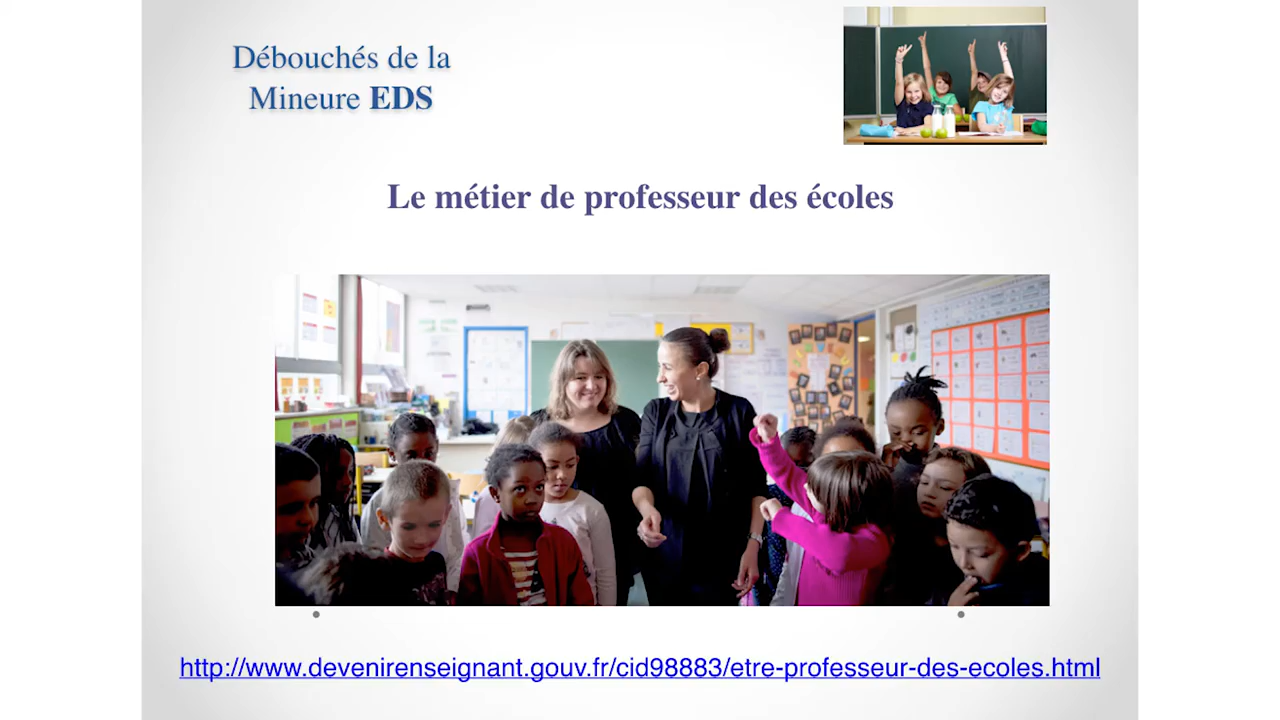 Débouchés de la
Mineure EDS
Le métier de professeur des écoles
http://www.devenirenseignant.gouv.fr/cid98883/etre-professeur-des-ecoles.html